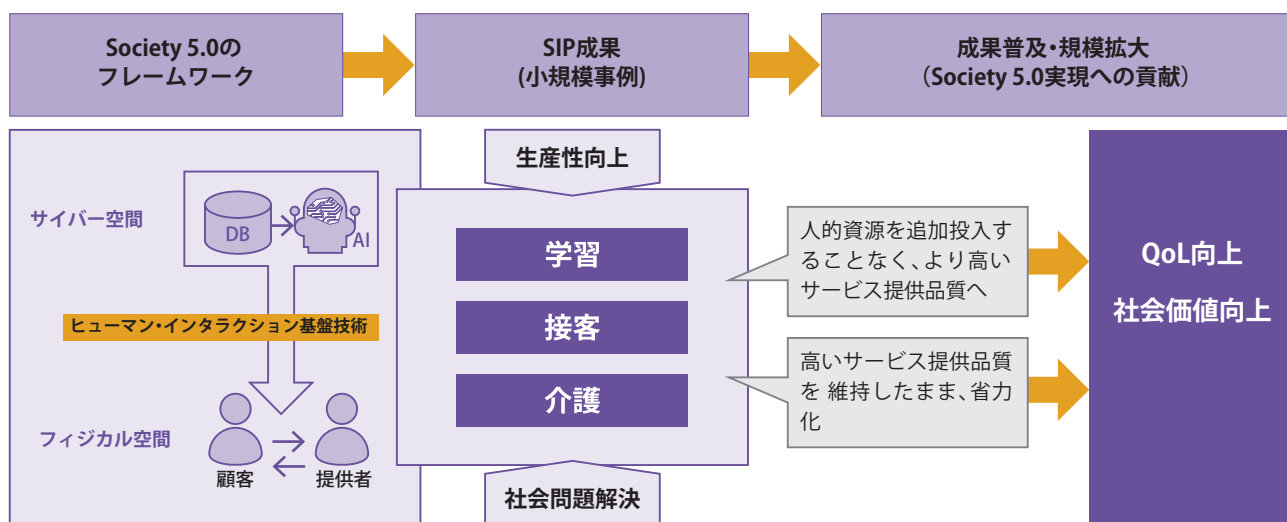 Society 5.0の
フレームワーク
SIP成果
(小規模事例)
成果普及・規模拡大
（Society 5.0実現への貢献）
サイバー空間
DB
AI
ヒューマン・インタラクション基盤技術
フィジカル空間
顧客
提供者
生産性向上
学習
接客
介護
社会問題解決
人的資源を追加投入す
ることなく、より高い
サービス提供品質へ
高いサービス提供品質
を 維持したまま、省力
化
QoL向上
社会価値向上